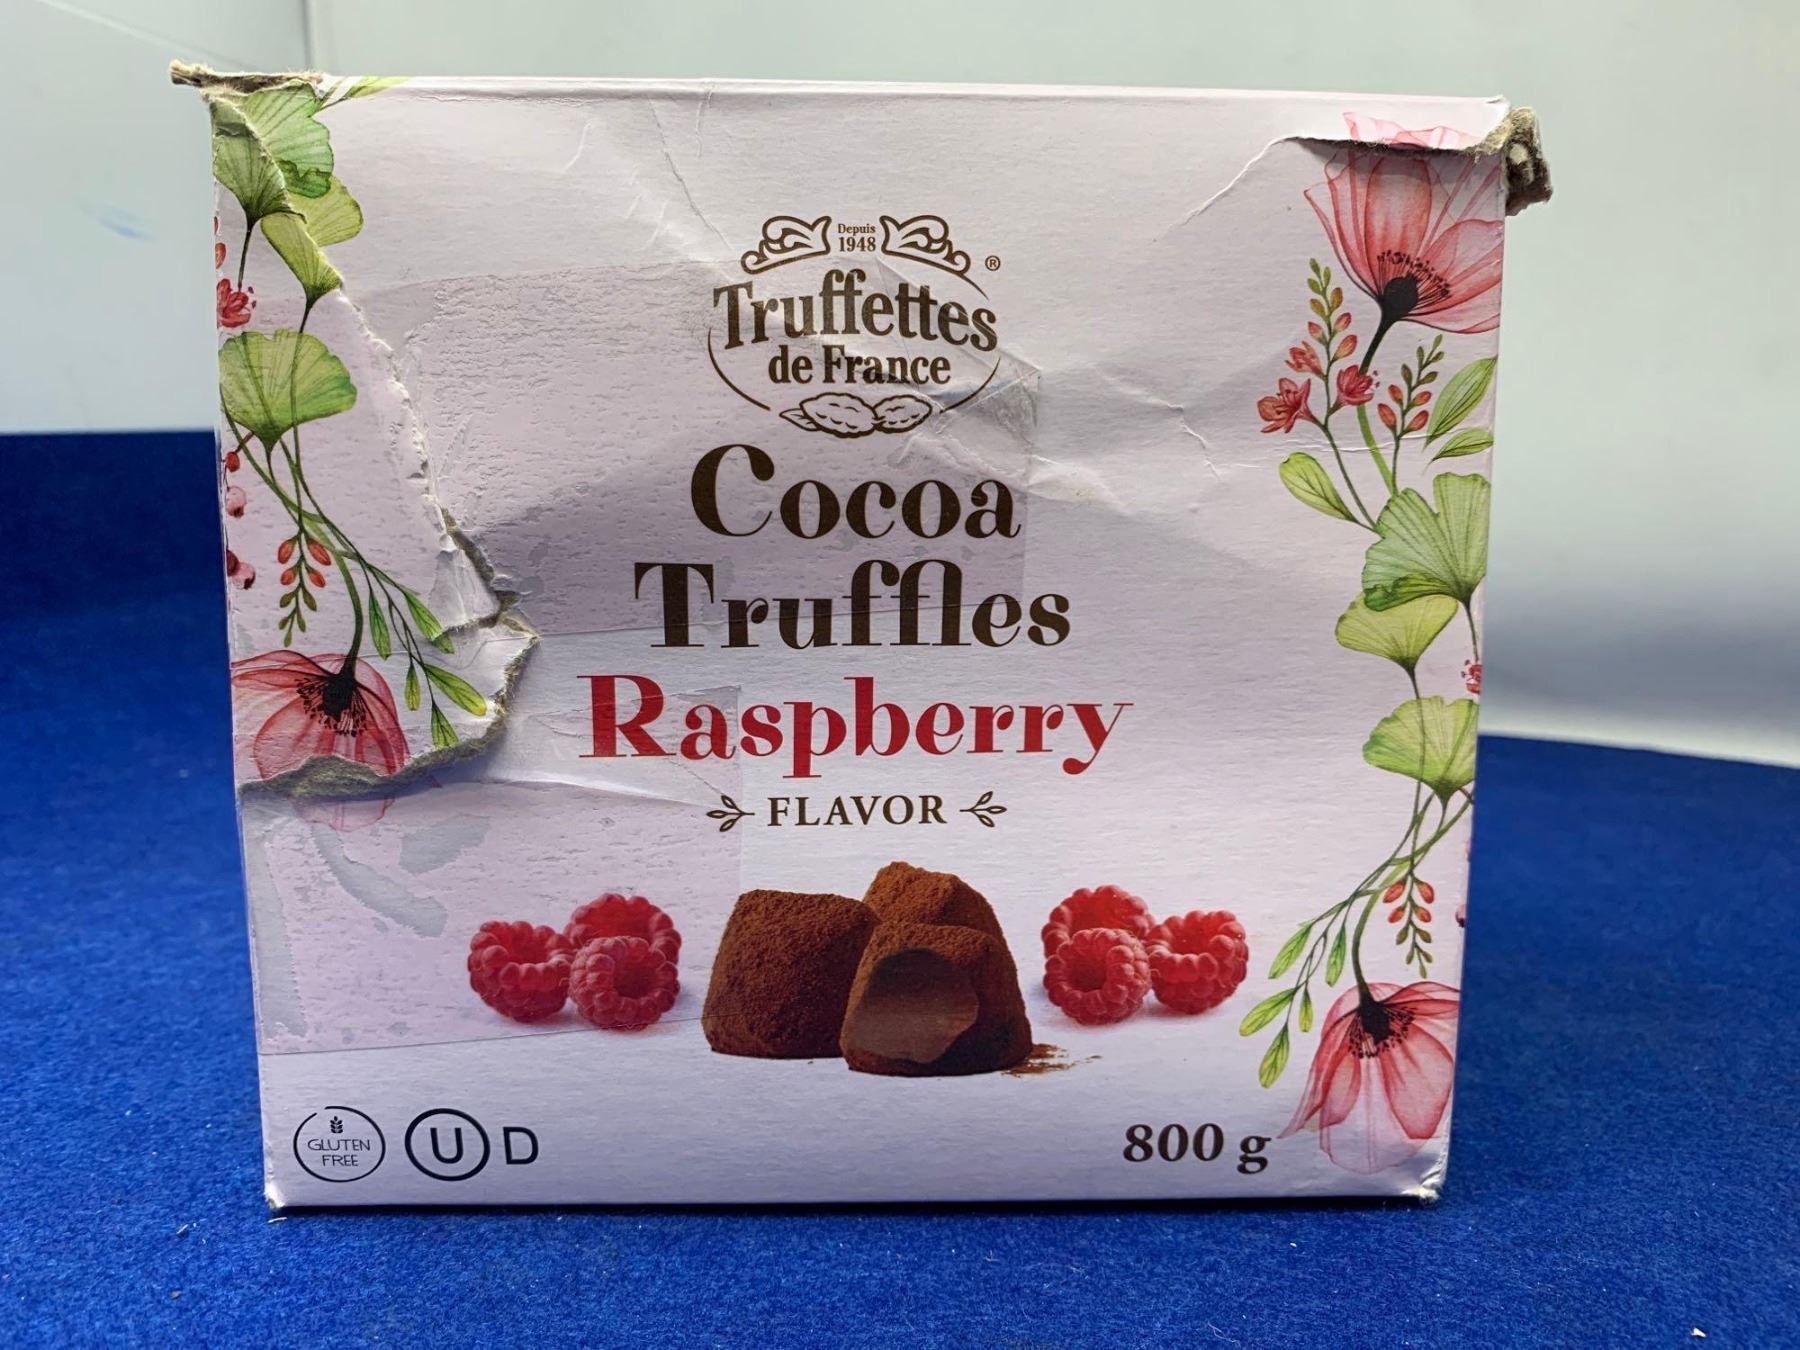 Depuis
1948
®
Truffettes
de France
Cocoa
Truffles
Raspberry
FLAVOR
GLUTEN
FREE
U D
800 g